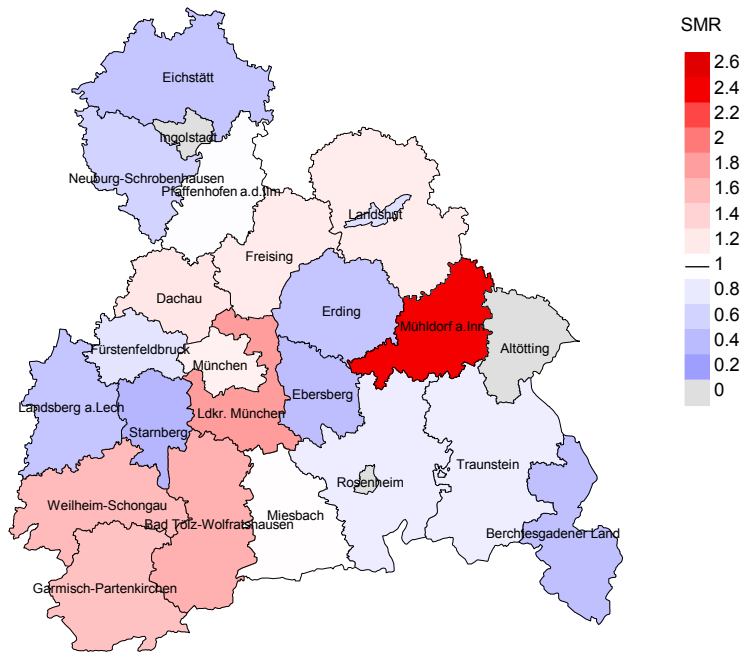 SMR
2.6
2.4
2.2
2
1.8
1.6
1.4
1.2
1
0.8
0.6
0.4
0.2
0
Eichstätt
Ingolstadt
Neuburg-Schrobenhausen
Pfaffenhofen a.d.Ilm
Landshut
Freising
Dachau
Erding
Mühldorf a.Inn
Altötting
Fürstenfeldbruck
München
Ebersberg
Landsberg a.Lech
Ldkr. München
Starnberg
Traunstein
Rosenheim
Weilheim-Schongau
Miesbach
Bad Tölz-Wolfratshausen
Berchtesgadener Land
Garmisch-Partenkirchen